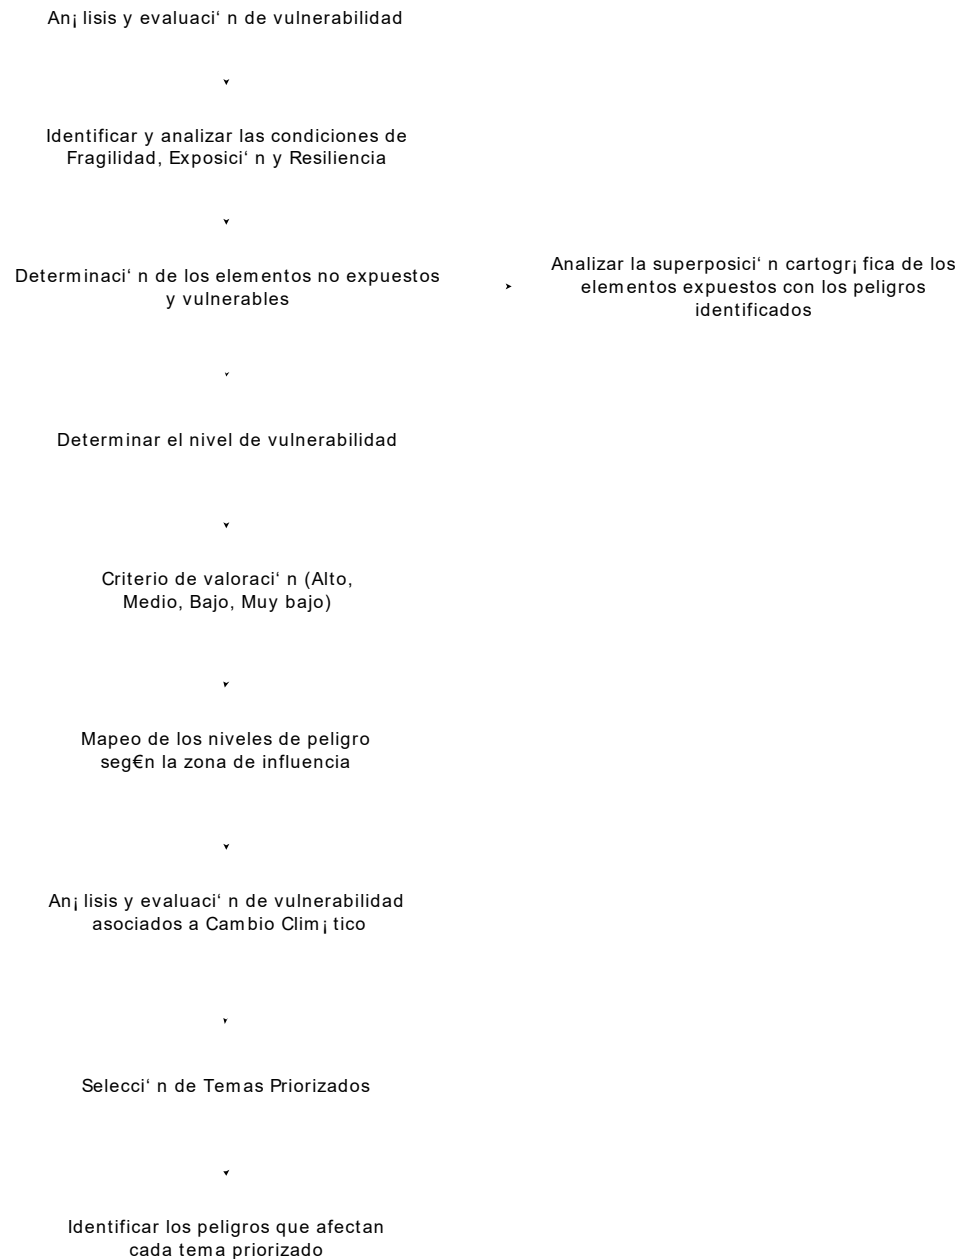 An¡lisis y evaluaci‘n de vulnerabilidad
Identificar y analizar las condiciones de
Fragilidad, Exposici‘n y Resiliencia
Determinaci‘n de los elementos no expuestos
y vulnerables
Analizar la superposici‘n cartogr¡fica de los
elementos expuestos con los peligros
identificados
Determinar el nivel de vulnerabilidad
Criterio de valoraci‘n (Alto,
Medio, Bajo, Muy bajo)
Mapeo de los niveles de peligro
seg€n la zona de influencia
An¡lisis y evaluaci‘n de vulnerabilidad
asociados a Cambio Clim¡tico
Selecci‘n de Temas Priorizados
Identificar los peligros que afectan
cada tema priorizado